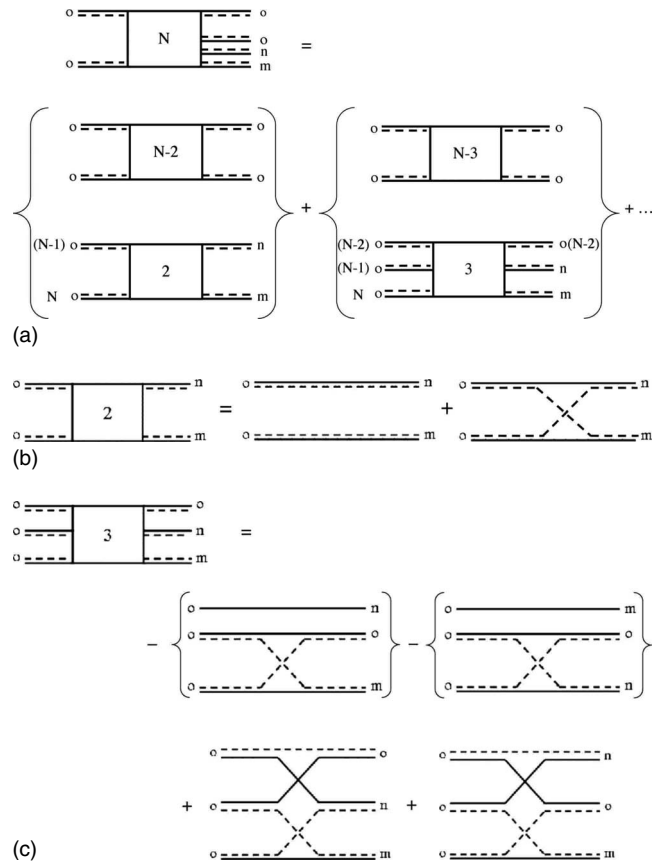 o o
N
o
n =
o m
o o o o
N-2 N-3
o o o o
+ + ...
(N-1) o n (N-2) o o(N-2)
2 (N-1) o 3 n
N o m N o m
(a)
o n o n o n
2 = +
o m o m o m
(b)
o o
o 3 n =
o m
o n o m
− o o − o o
o m o n
o o o n
+ o n + o o
o m o m
(c)